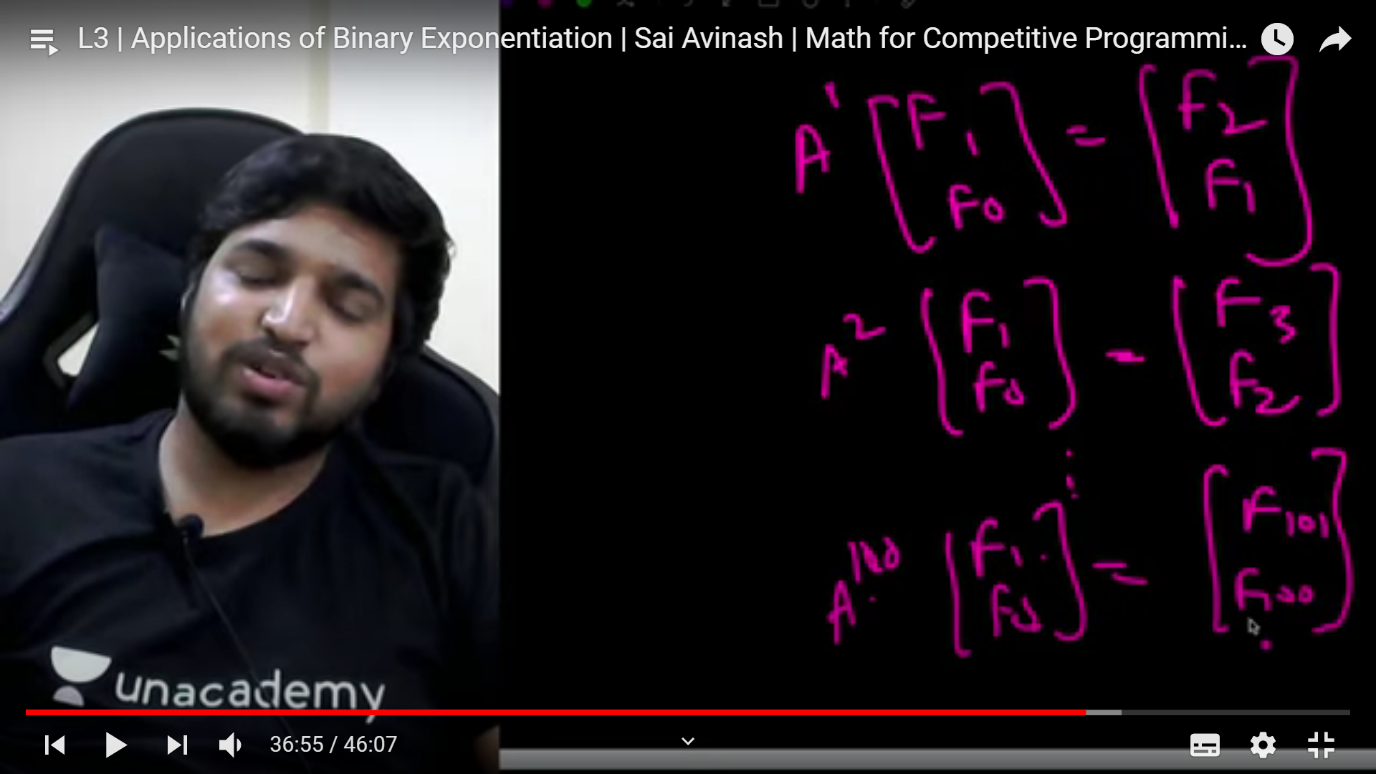 L3 | Applications of Binary Exponentiation | Sai Avinash | Math for Competitive Programmi...
A¹ [F₁ F₀] = [F₂ F₁]
A² [F₁ F₀] = [F₃ F₂]
⋮
A¹⁰⁰ [F₁ F₀] = [F₁₀₁ F₁₀₀]
unacademy
36:55 / 46:07